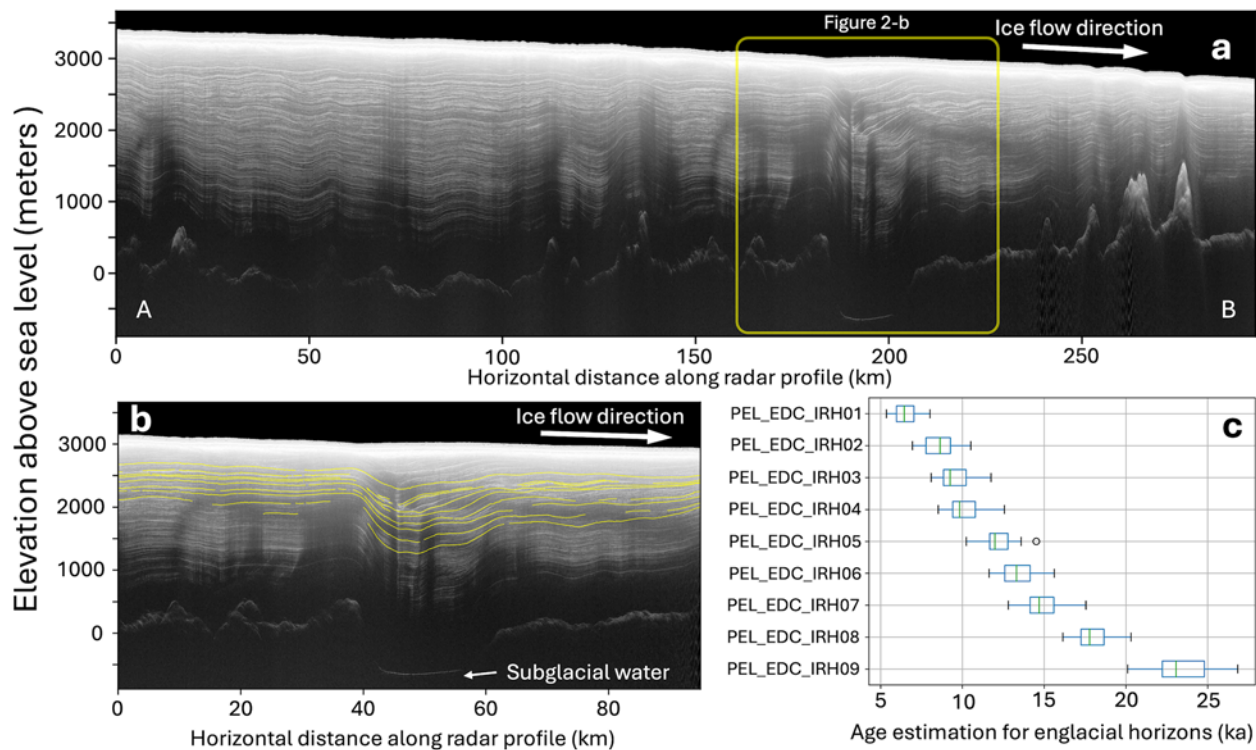 Figure 2-b
Ice flow direction
a
3000
2000
1000
0
A
B
0
50
100
150
200
250
Horizontal distance along radar profile (km)
Elevation above sea level (meters )
b
Ice flow direction
3000
2000
1000
0
Subglacial water
0
20
40
60
80
Horizontal distance along radar profile (km)
c
PEL_EDC_IRH01
PEL_EDC_IRH02
PEL_EDC_IRH03
PEL_EDC_IRH04
PEL_EDC_IRH05
PEL_EDC_IRH06
PEL_EDC_IRH07
PEL_EDC_IRH08
PEL_EDC_IRH09
5
10
15
20
25
Age estimation for englacial horizons (ka)